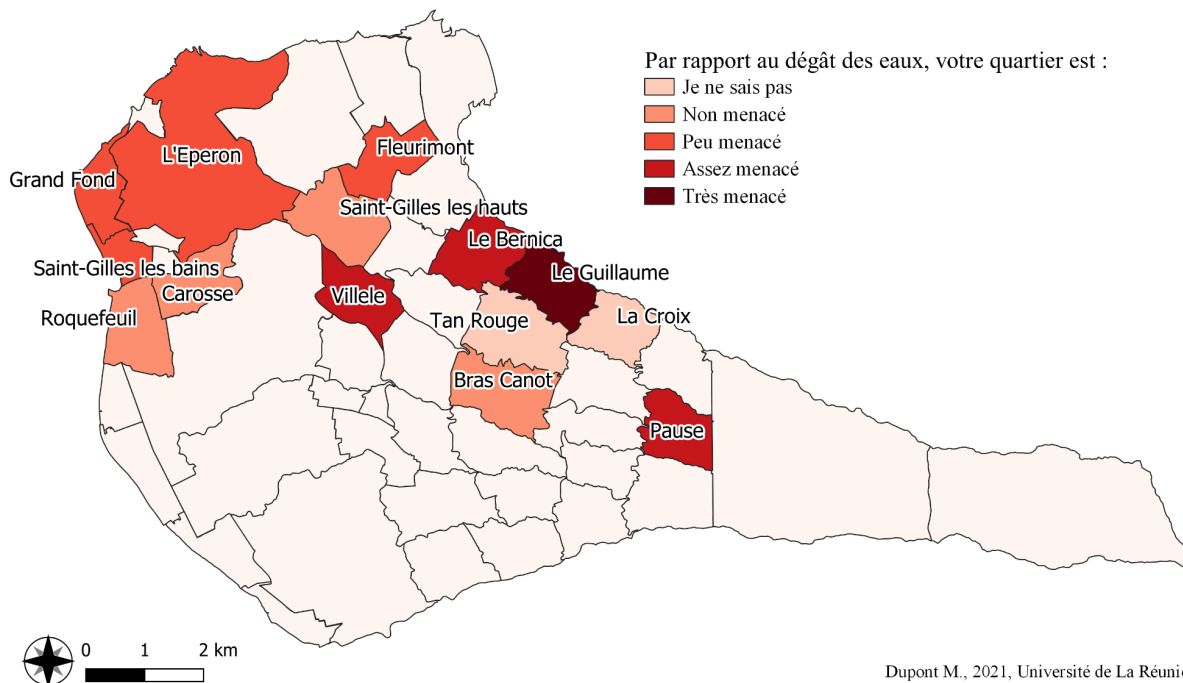 Par rapport au dégât des eaux, votre quartier est :
Je ne sais pas
Non menacé
Peu menacé
Assez menacé
Très menacé
L'Eperon
Fleurimont
Grand Fond
Saint-Gilles les hauts
Le Bernica
Saint-Gilles les bains
Le Guillaume
Carosse
Villele
Roquefeuil
Tan Rouge
La Croix
Bras Canot
Pause
0 1 2 km
Dupont M., 2021, Université de La Réunio